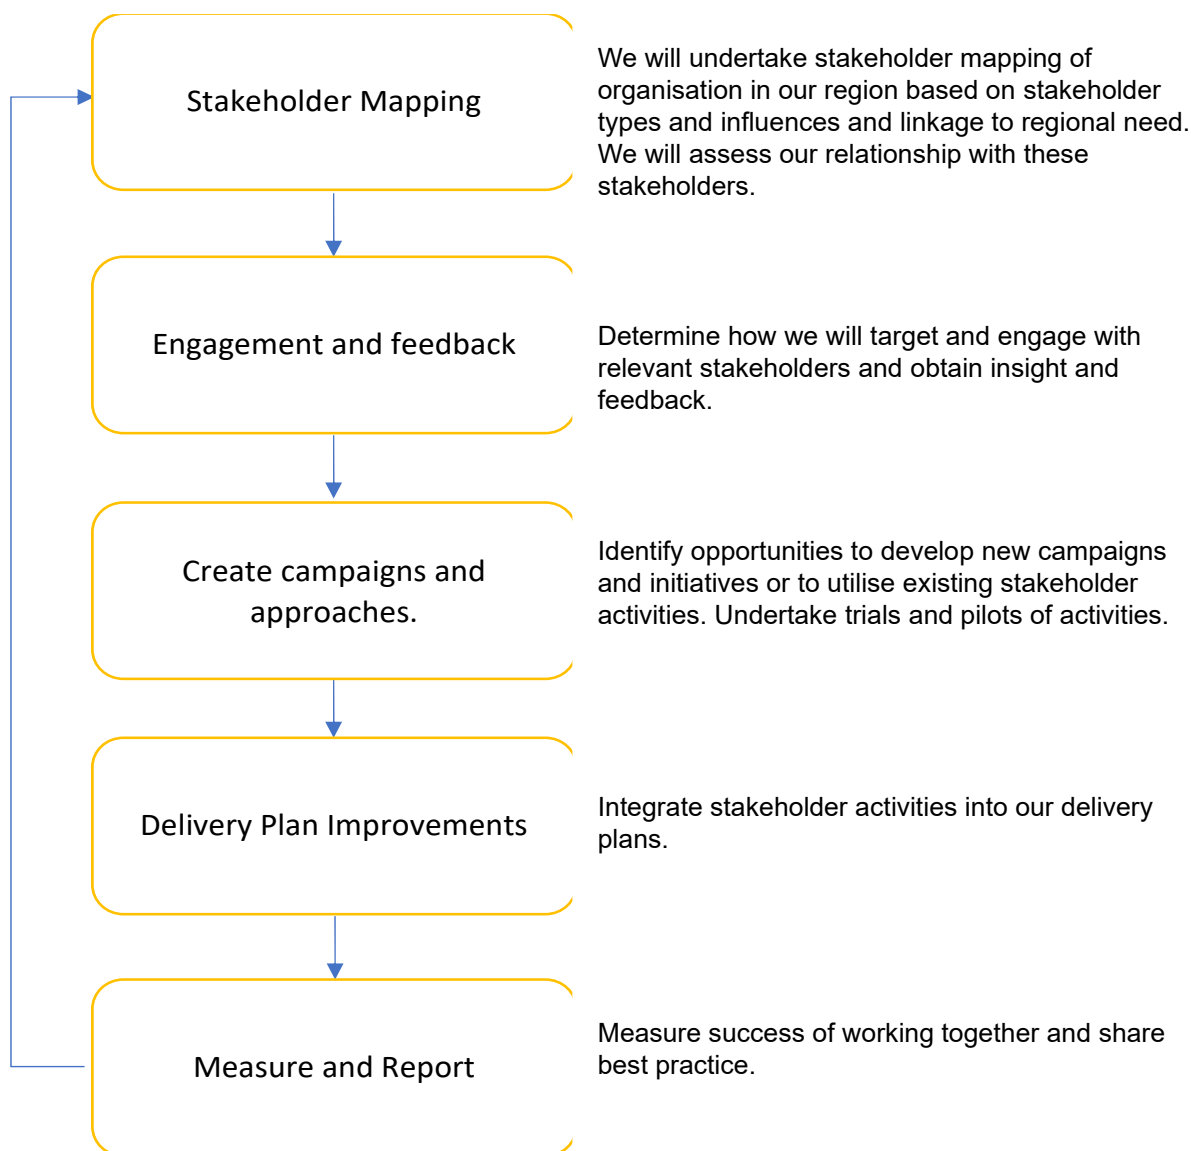 Stakeholder Mapping
We will undertake stakeholder mapping of
organisation in our region based on stakeholder
types and influences and linkage to regional need.
We will assess our relationship with these
stakeholders.
Engagement and feedback
Determine how we will target and engage with
relevant stakeholders and obtain insight and
feedback.
Create campaigns and
approaches.
Identify opportunities to develop new campaigns
and initiatives or to utilise existing stakeholder
activities. Undertake trials and pilots of activities.
Delivery Plan Improvements
Integrate stakeholder activities into our delivery
plans.
Measure and Report
Measure success of working together and share
best practice.